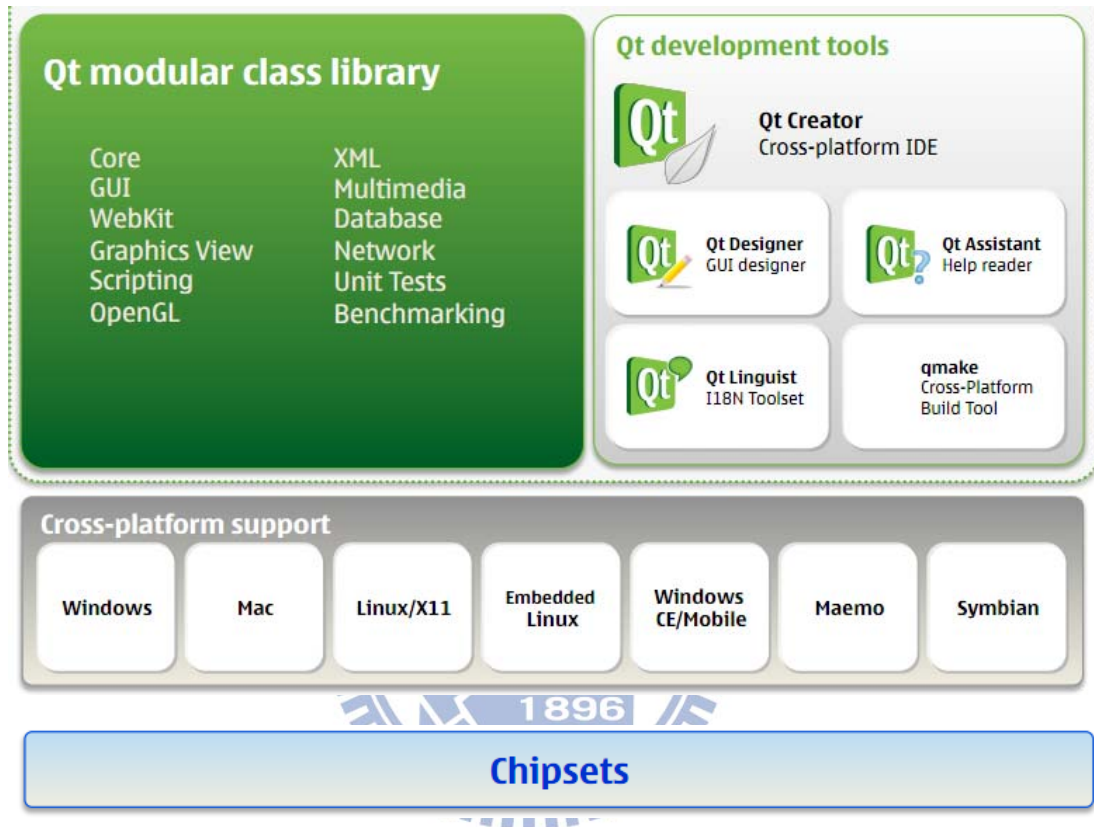 Qt modular class library
Core
GUI
WebKit
Graphics View
Scripting
OpenGL
XML
Multimedia
Database
Network
Unit Tests
Benchmarking
Qt development tools
Qt
Qt Creator
Cross-platform IDE
Qt
Qt Designer
GUI designer
Qt
Qt Assistant
Help reader
Qt
Qt Linguist
I18N Toolset
qmake
Cross-Platform
Build Tool
Cross-platform support
Windows
Mac
Linux/X11
Embedded
Linux
Windows
CE/Mobile
Maemo
Symbian
1896
Chipsets